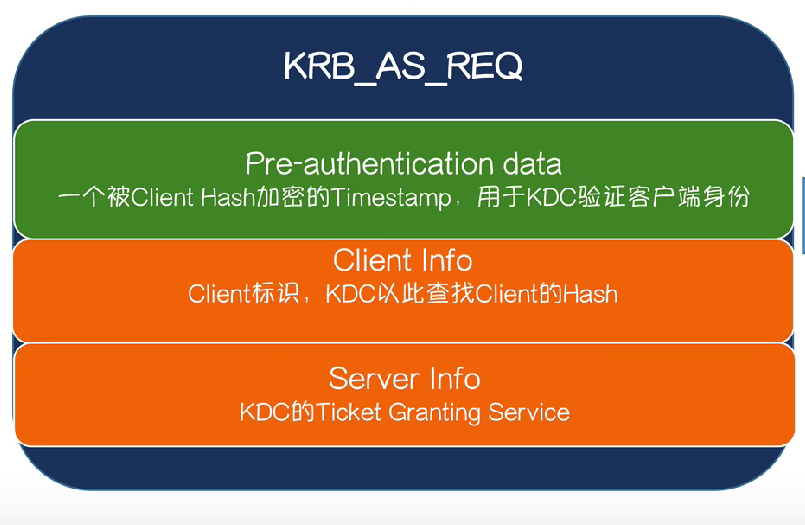 KRB_AS_REQ
Pre-authentication data
一个被Client Hash加密的Timestamp，用于KDC验证客户端身份
Client Info
Client标识，KDC以此查找Client的Hash
Server Info
KDC的Ticket Granting Service